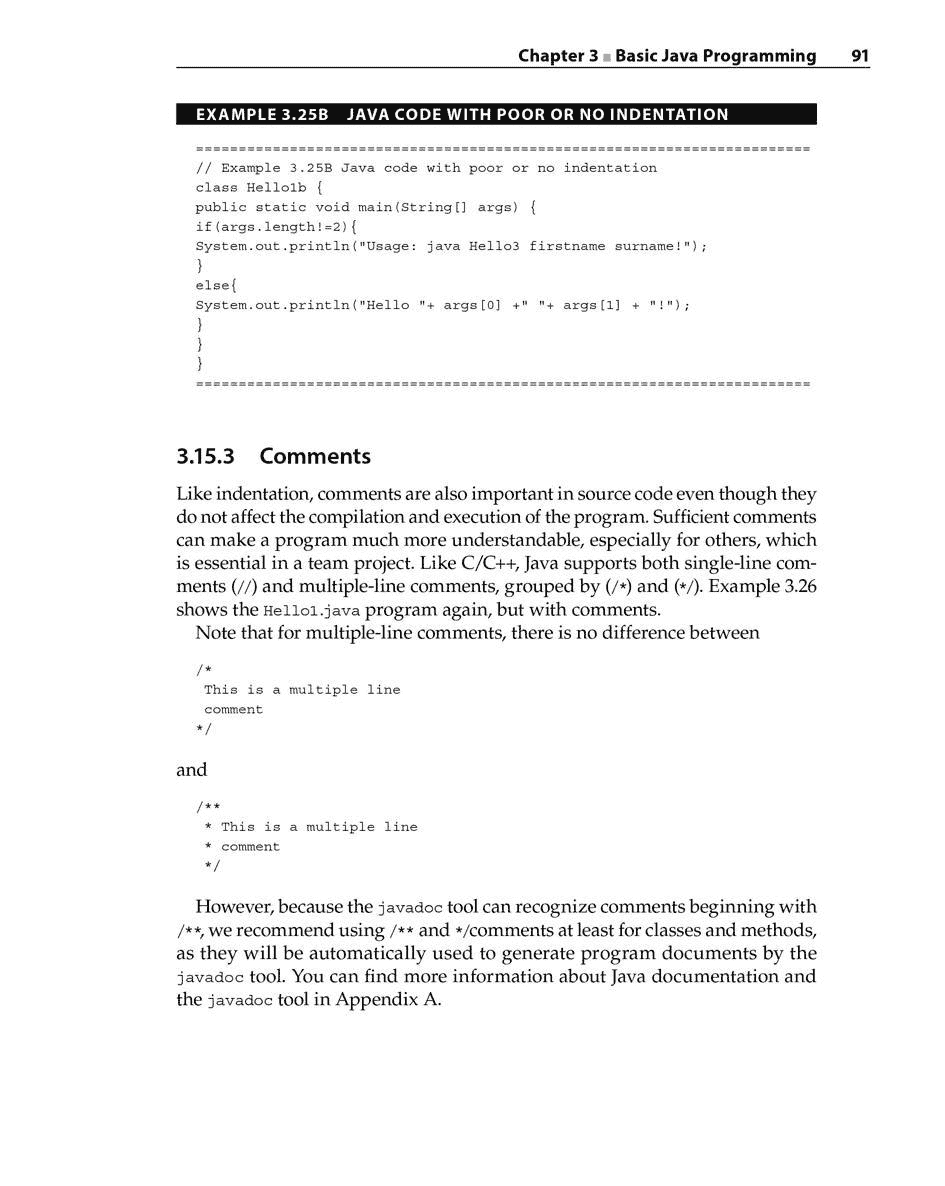 Chapter 3 ■ Basic Java Programming 91
EXAMPLE 3.25B JAVA CODE WITH POOR OR NO INDENTATION
========================================================================
// Example 3.25B Java code with poor or no indentation
class Hello1b {
public static void main(String[] args) {
if(args.length!=2){
System.out.println("Usage: java Hello3 firstname surname!");
}
else{
System.out.println("Hello "+ args[0] +" "+ args[1] + "!");
}
}
}
========================================================================
3.15.3 Comments
Like indentation, comments are also important in source code even though they
do not affect the compilation and execution of the program. Sufficient comments
can make a program much more understandable, especially for others, which
is essential in a team project. Like C/C++, Java supports both single-line com-
ments (//) and multiple-line comments, grouped by (/*) and (*/). Example 3.26
shows the Hello1.java program again, but with comments.
Note that for multiple-line comments, there is no difference between
/*
This is a multiple line
comment
*/
and
/**
* This is a multiple line
* comment
*/
However, because the javadoc tool can recognize comments beginning with
/**, we recommend using /** and */comments at least for classes and methods,
as they will be automatically used to generate program documents by the
javadoc tool. You can find more information about Java documentation and
the javadoc tool in Appendix A.